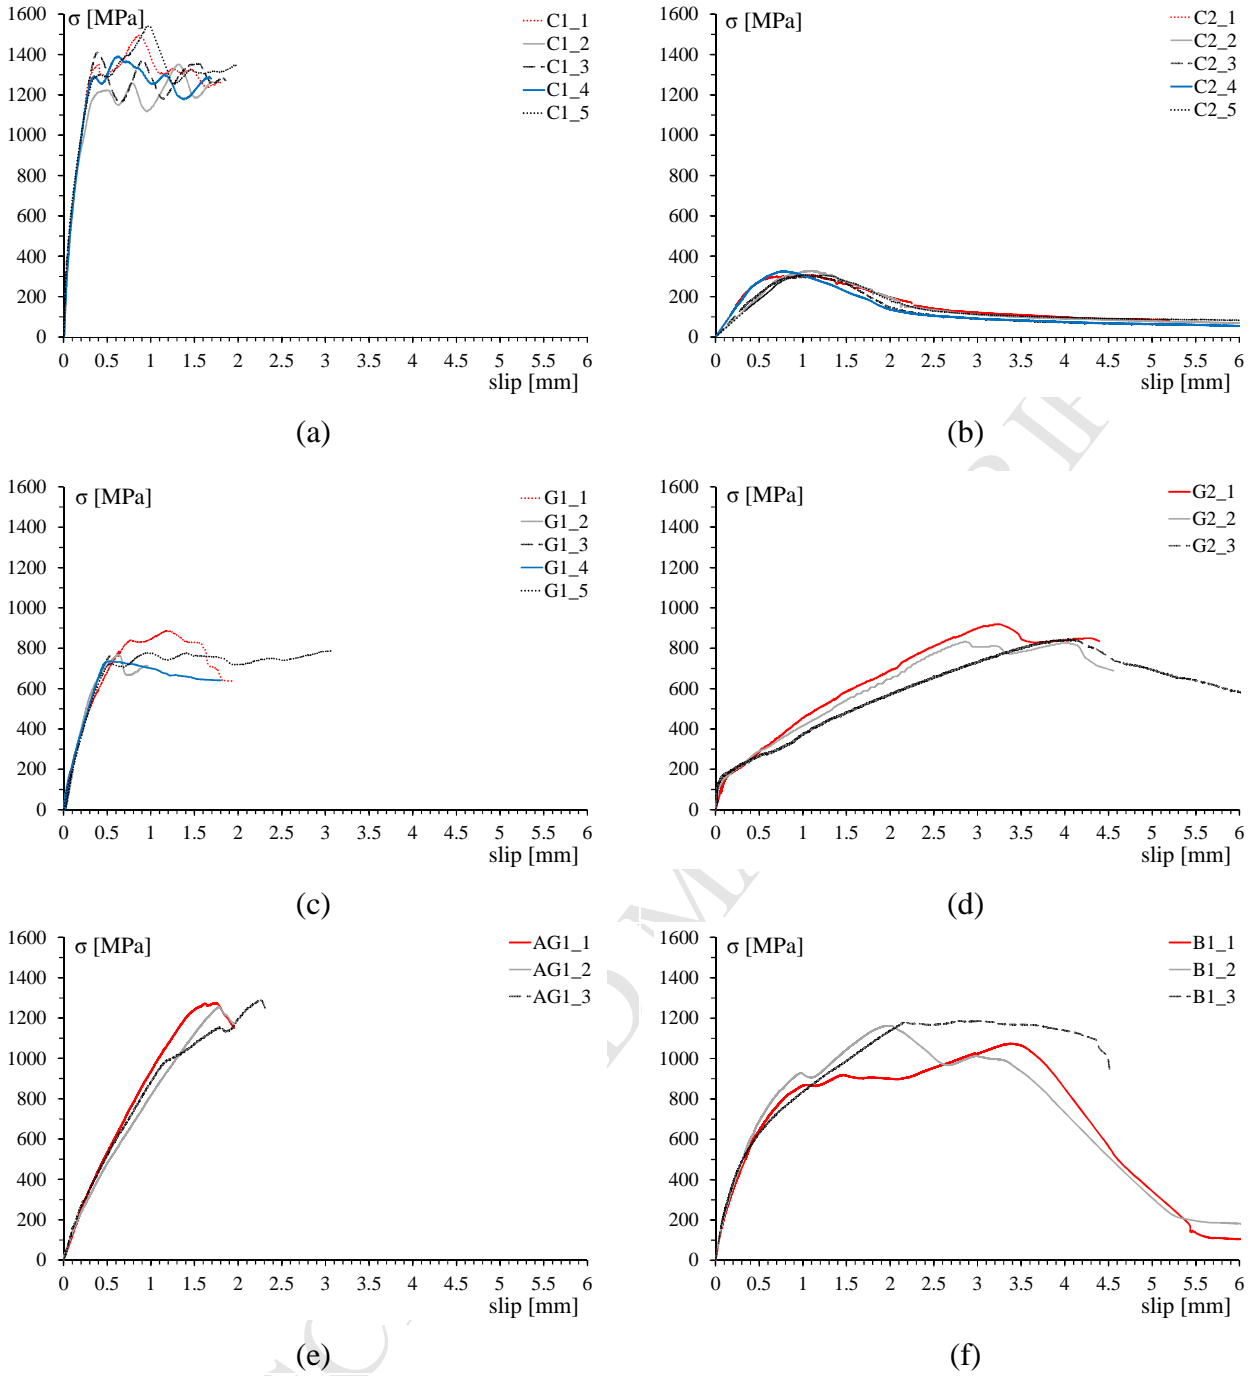 σ [MPa]
1600
1400
1200
1000
800
600
400
200
0
0 0.5 1 1.5 2 2.5 3 3.5 4 4.5 5 5.5 6
slip [mm]
C1_1
C1_2
C1_3
C1_4
C1_5
(a)
σ [MPa]
1600
1400
1200
1000
800
600
400
200
0
0 0.5 1 1.5 2 2.5 3 3.5 4 4.5 5 5.5 6
slip [mm]
C2_1
C2_2
C2_3
C2_4
C2_5
(b)
σ [MPa]
1600
1400
1200
1000
800
600
400
200
0
0 0.5 1 1.5 2 2.5 3 3.5 4 4.5 5 5.5 6
slip [mm]
G1_1
G1_2
G1_3
G1_4
G1_5
(c)
σ [MPa]
1600
1400
1200
1000
800
600
400
200
0
0 0.5 1 1.5 2 2.5 3 3.5 4 4.5 5 5.5 6
slip [mm]
G2_1
G2_2
G2_3
(d)
σ [MPa]
1600
1400
1200
1000
800
600
400
200
0
0 0.5 1 1.5 2 2.5 3 3.5 4 4.5 5 5.5 6
slip [mm]
AG1_1
AG1_2
AG1_3
(e)
σ [MPa]
1600
1400
1200
1000
800
600
400
200
0
0 0.5 1 1.5 2 2.5 3 3.5 4 4.5 5 5.5 6
slip [mm]
B1_1
B1_2
B1_3
(f)